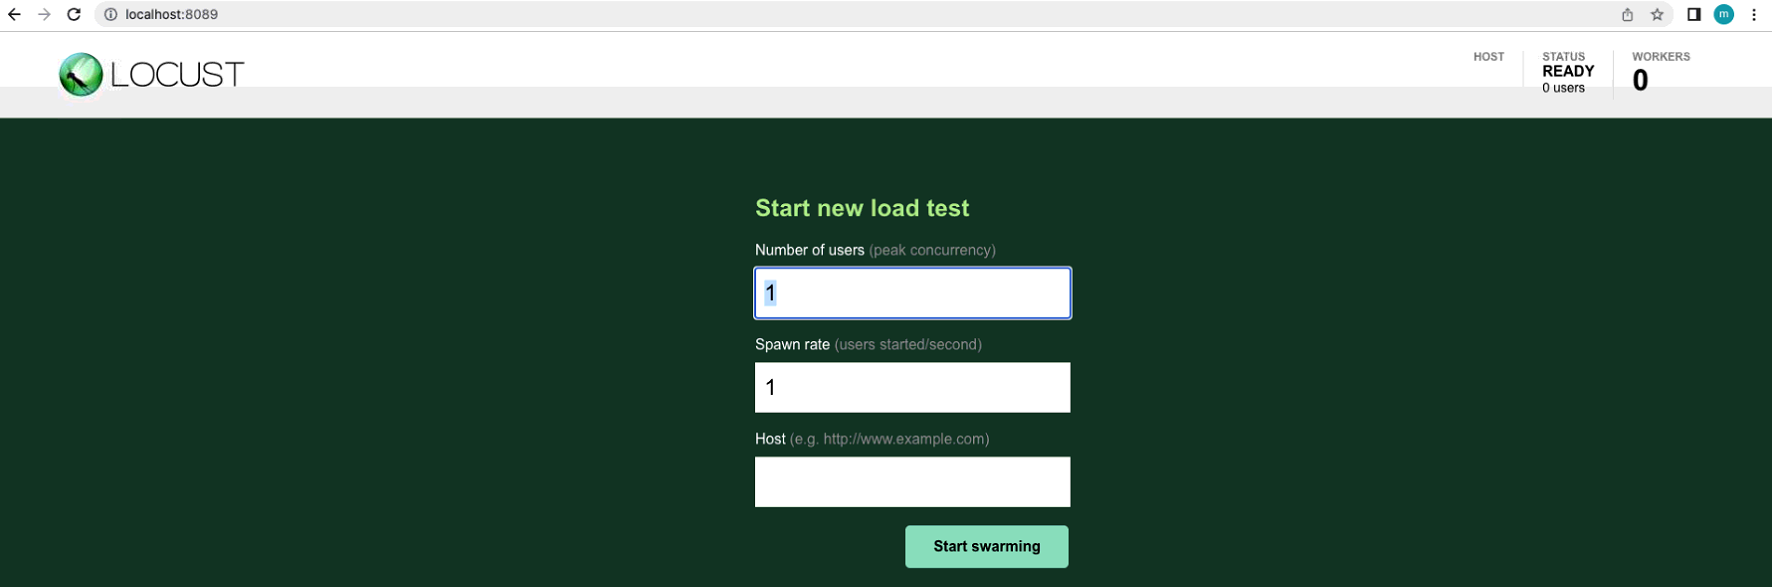 localhost:8089
m
LOCUST
HOST
STATUS
READY
0 users
WORKERS
0
Start new load test
Number of users (peak concurrency)
1
Spawn rate (users started/second)
1
Host (e.g. http://www.example.com)
Start swarming